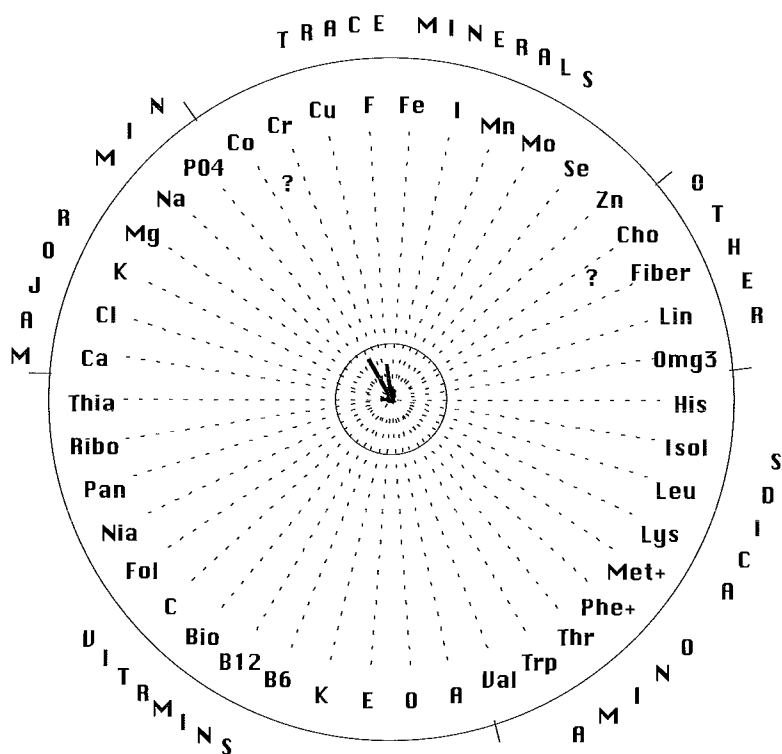 TRACE MINERALS
OTHER
AMINO ACIDS
VITRMINS
MAJOR MIN
Co
Cr
?
Cu
F
Fe
I
Mn
Mo
Se
Zn
Cho
?
Fiber
Lin
Omg3
His
Isol
Leu
Lys
Met+
Phe+
Thr
Trp
Val
A
O
E
K
B6
B12
Bio
C
Fol
Nia
Pan
Ribo
Thia
Ca
Cl
K
Mg
Na
PO4